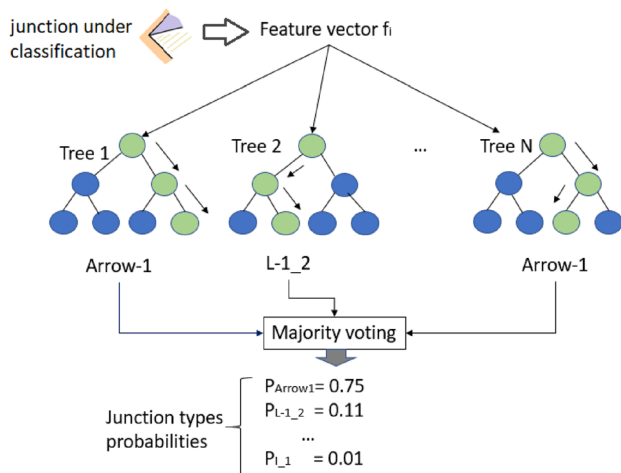 junction under
classification
Feature vector fᵢ
Tree 1
Tree 2
...
Tree N
Arrow-1
L-1_2
Arrow-1
Majority voting
Junction types
probabilities
PArrow1= 0.75
PL-1_2 = 0.11
...
PI_1 = 0.01